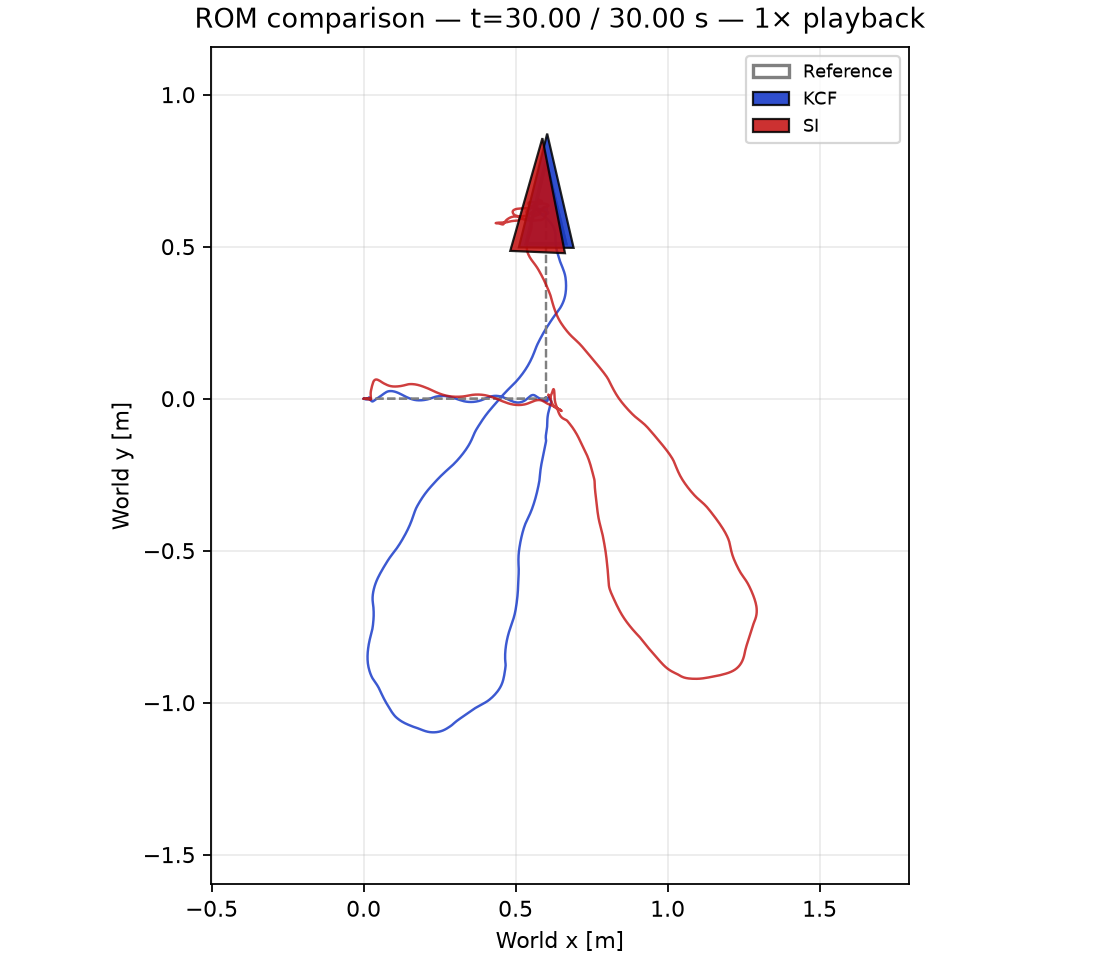 ROM comparison — t=30.00 / 30.00 s — 1× playback
Reference
KCF
SI
1.0
0.5
0.0
−0.5
−1.0
−1.5
World y [m]
−0.5
0.0
0.5
1.0
1.5
World x [m]